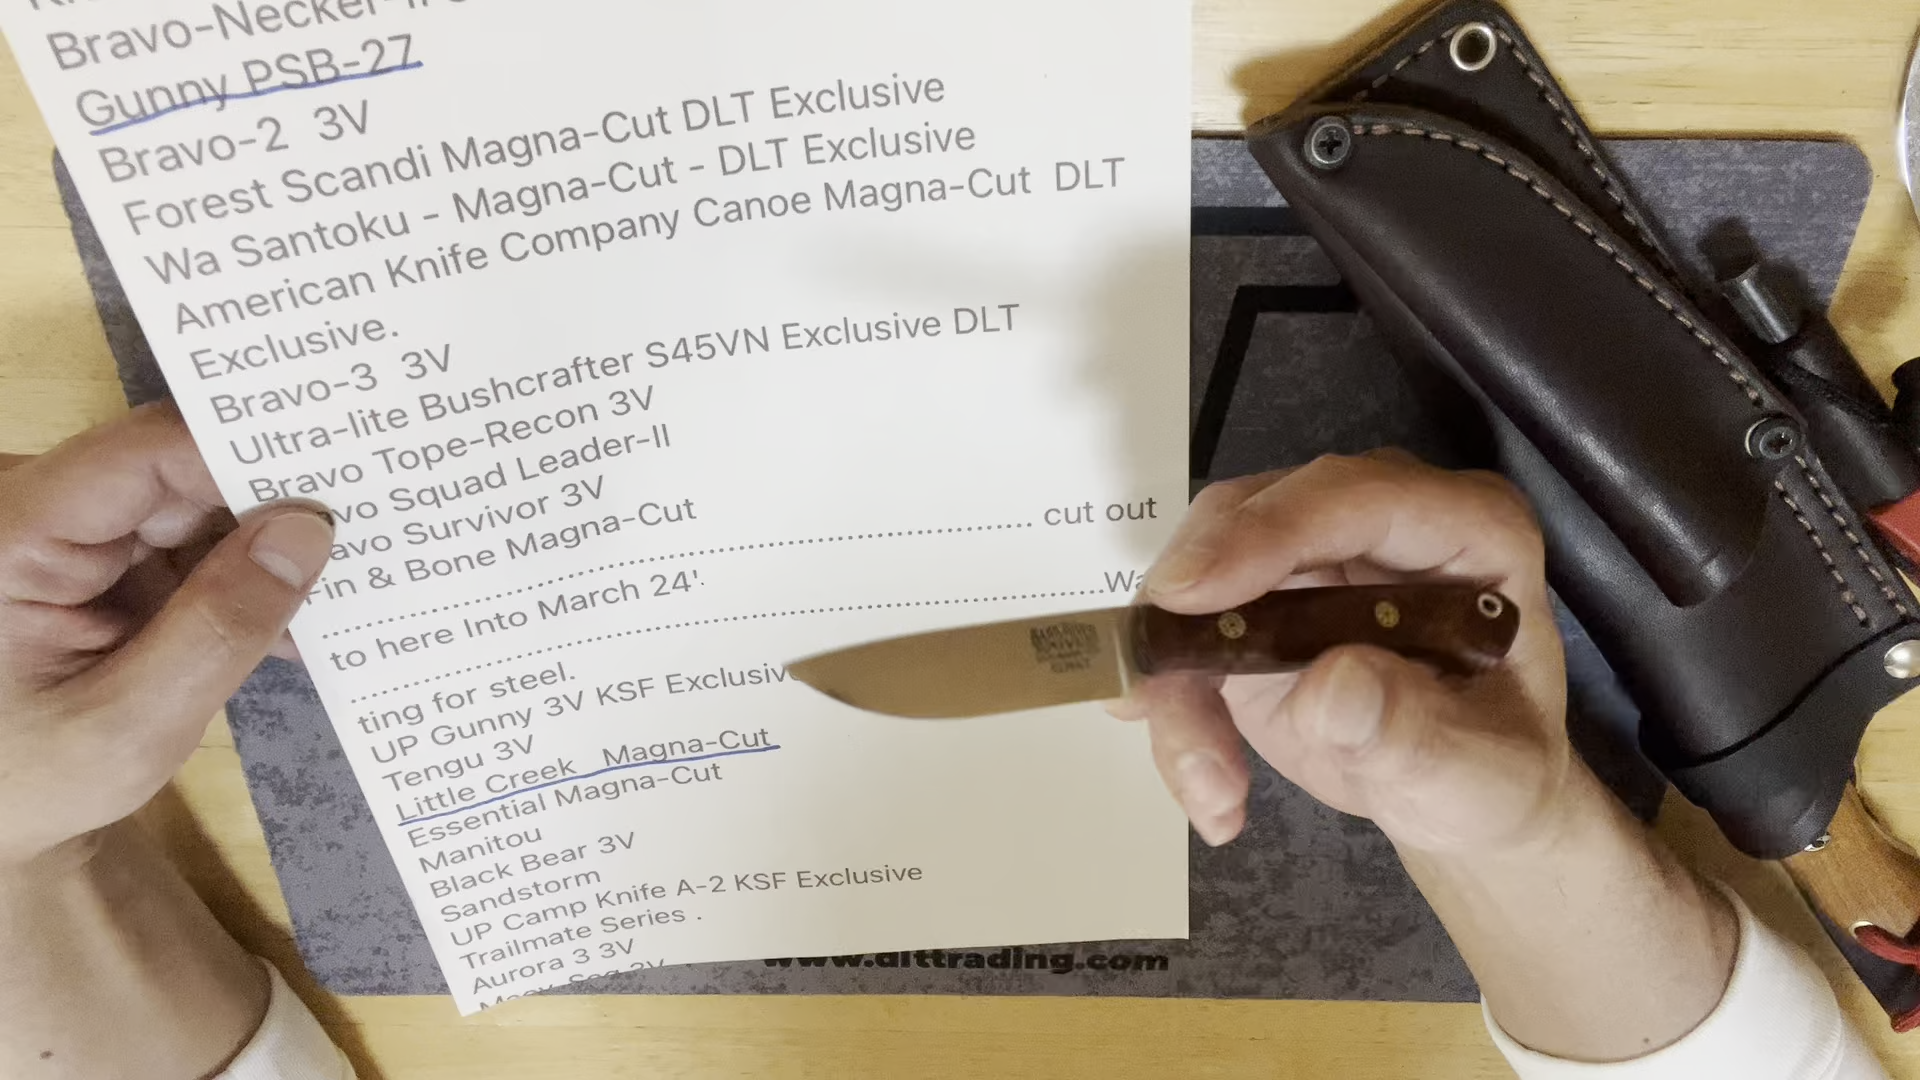 Bravo-Necker-
Gunny PSB-27
Bravo-2 3V
Forest Scandi Magna-Cut DLT Exclusive
Wa Santoku - Magna-Cut - DLT Exclusive
American Knife Company Canoe Magna-Cut DLT
Exclusive.
Bravo-3 3V
Ultra-lite Bushcrafter S45VN Exclusive DLT
Bravo Tope-Recon 3V
vo Squad Leader-II
avo Survivor 3V
Fin & Bone Magna-Cut
.................................................................... cut out
to here Into March 24'.
....................................................................Wa
ting for steel.
UP Gunny 3V KSF Exclusiv
Tengu 3V
Little Creek Magna-Cut
Essential Magna-Cut
Manitou
Black Bear 3V
Sandstorm
UP Camp Knife A-2 KSF Exclusive
Trailmate Series .
Aurora 3 3V
www.dlttrading.com